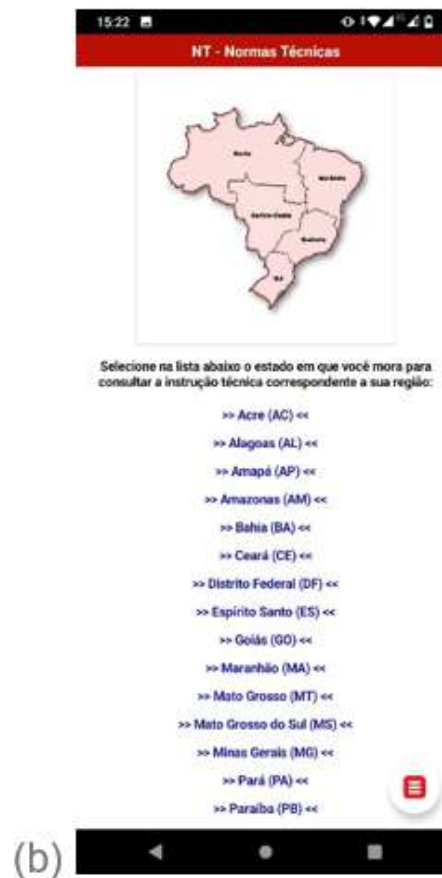 15:22
NT - Normas Técnicas
Norte
Nordeste
Centro-Oeste
Sudeste
Sul
Selecione na lista abaixo o estado em que você mora para
consultar a instrução técnica correspondente a sua região:
>> Acre (AC) <<
>> Alagoas (AL) <<
>> Amapá (AP) <<
>> Amazonas (AM) <<
>> Bahia (BA) <<
>> Ceará (CE) <<
>> Distrito Federal (DF) <<
>> Espírito Santo (ES) <<
>> Goiás (GO) <<
>> Maranhão (MA) <<
>> Mato Grosso (MT) <<
>> Mato Grosso do Sul (MS) <<
>> Minas Gerais (MG) <<
>> Pará (PA) <<
>> Paraíba (PB) <<
(b)